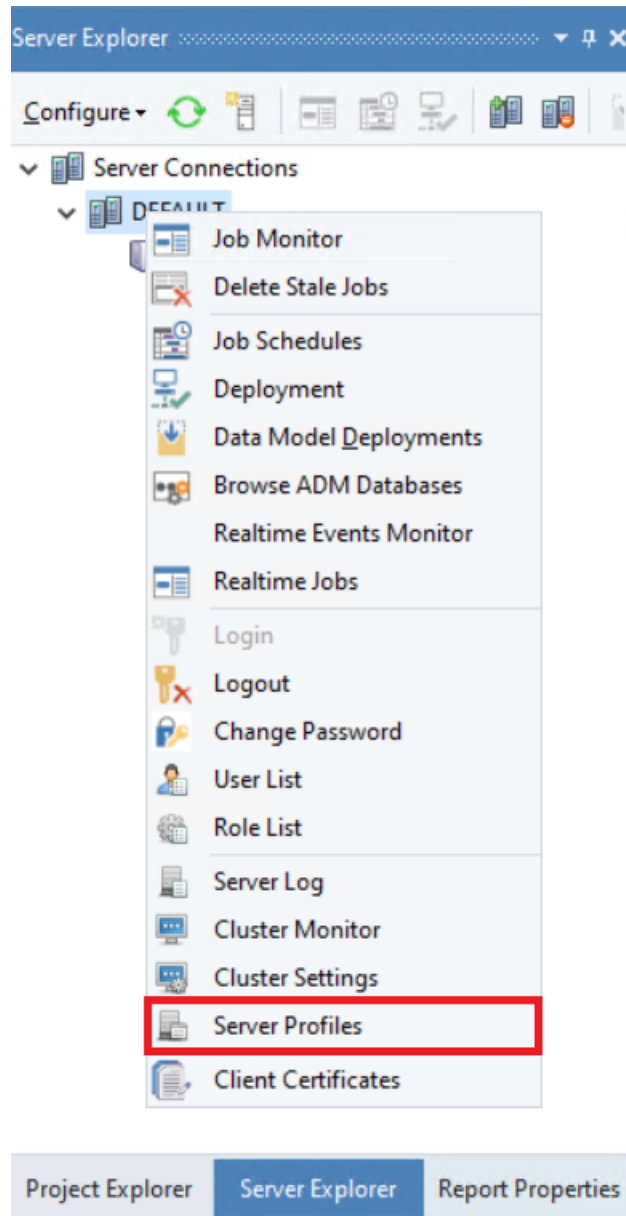 Server Explorer
Configure
Server Connections
DEFAULT
Job Monitor
Delete Stale Jobs
Job Schedules
Deployment
Data Model Deployments
Browse ADM Databases
Realtime Events Monitor
Realtime Jobs
Login
Logout
Change Password
User List
Role List
Server Log
Cluster Monitor
Cluster Settings
Server Profiles
Client Certificates
Project Explorer Server Explorer Report Properties